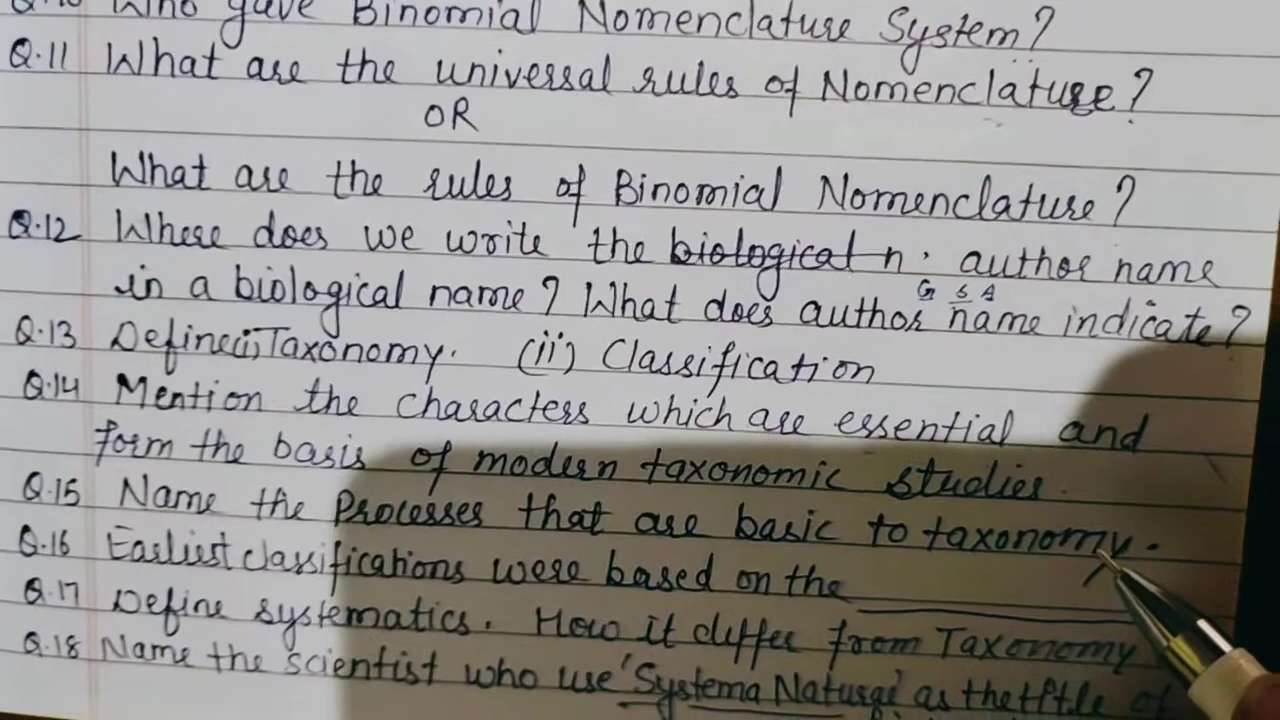 Who gave Binomial Nomenclature System?
Q.11 What are the universal rules of Nomenclature?
OR
What are the rules of Binomial Nomenclature?
Q.12 Where does we write the biological n. author name
in a biological name? What does author name indicate?
G S A
Q.13 Define(i) Taxonomy. (ii) Classification
Q.14 Mention the characters which are essential and
form the basis of modern taxonomic studies.
Q.15 Name the Processes that are basic to taxonomy.
Q.16 Earliest classifications were based on the ________
Q.17 Define systematics. How it differ from Taxonomy
Q.18 Name the scientist who use 'Systema Naturae' as the title of